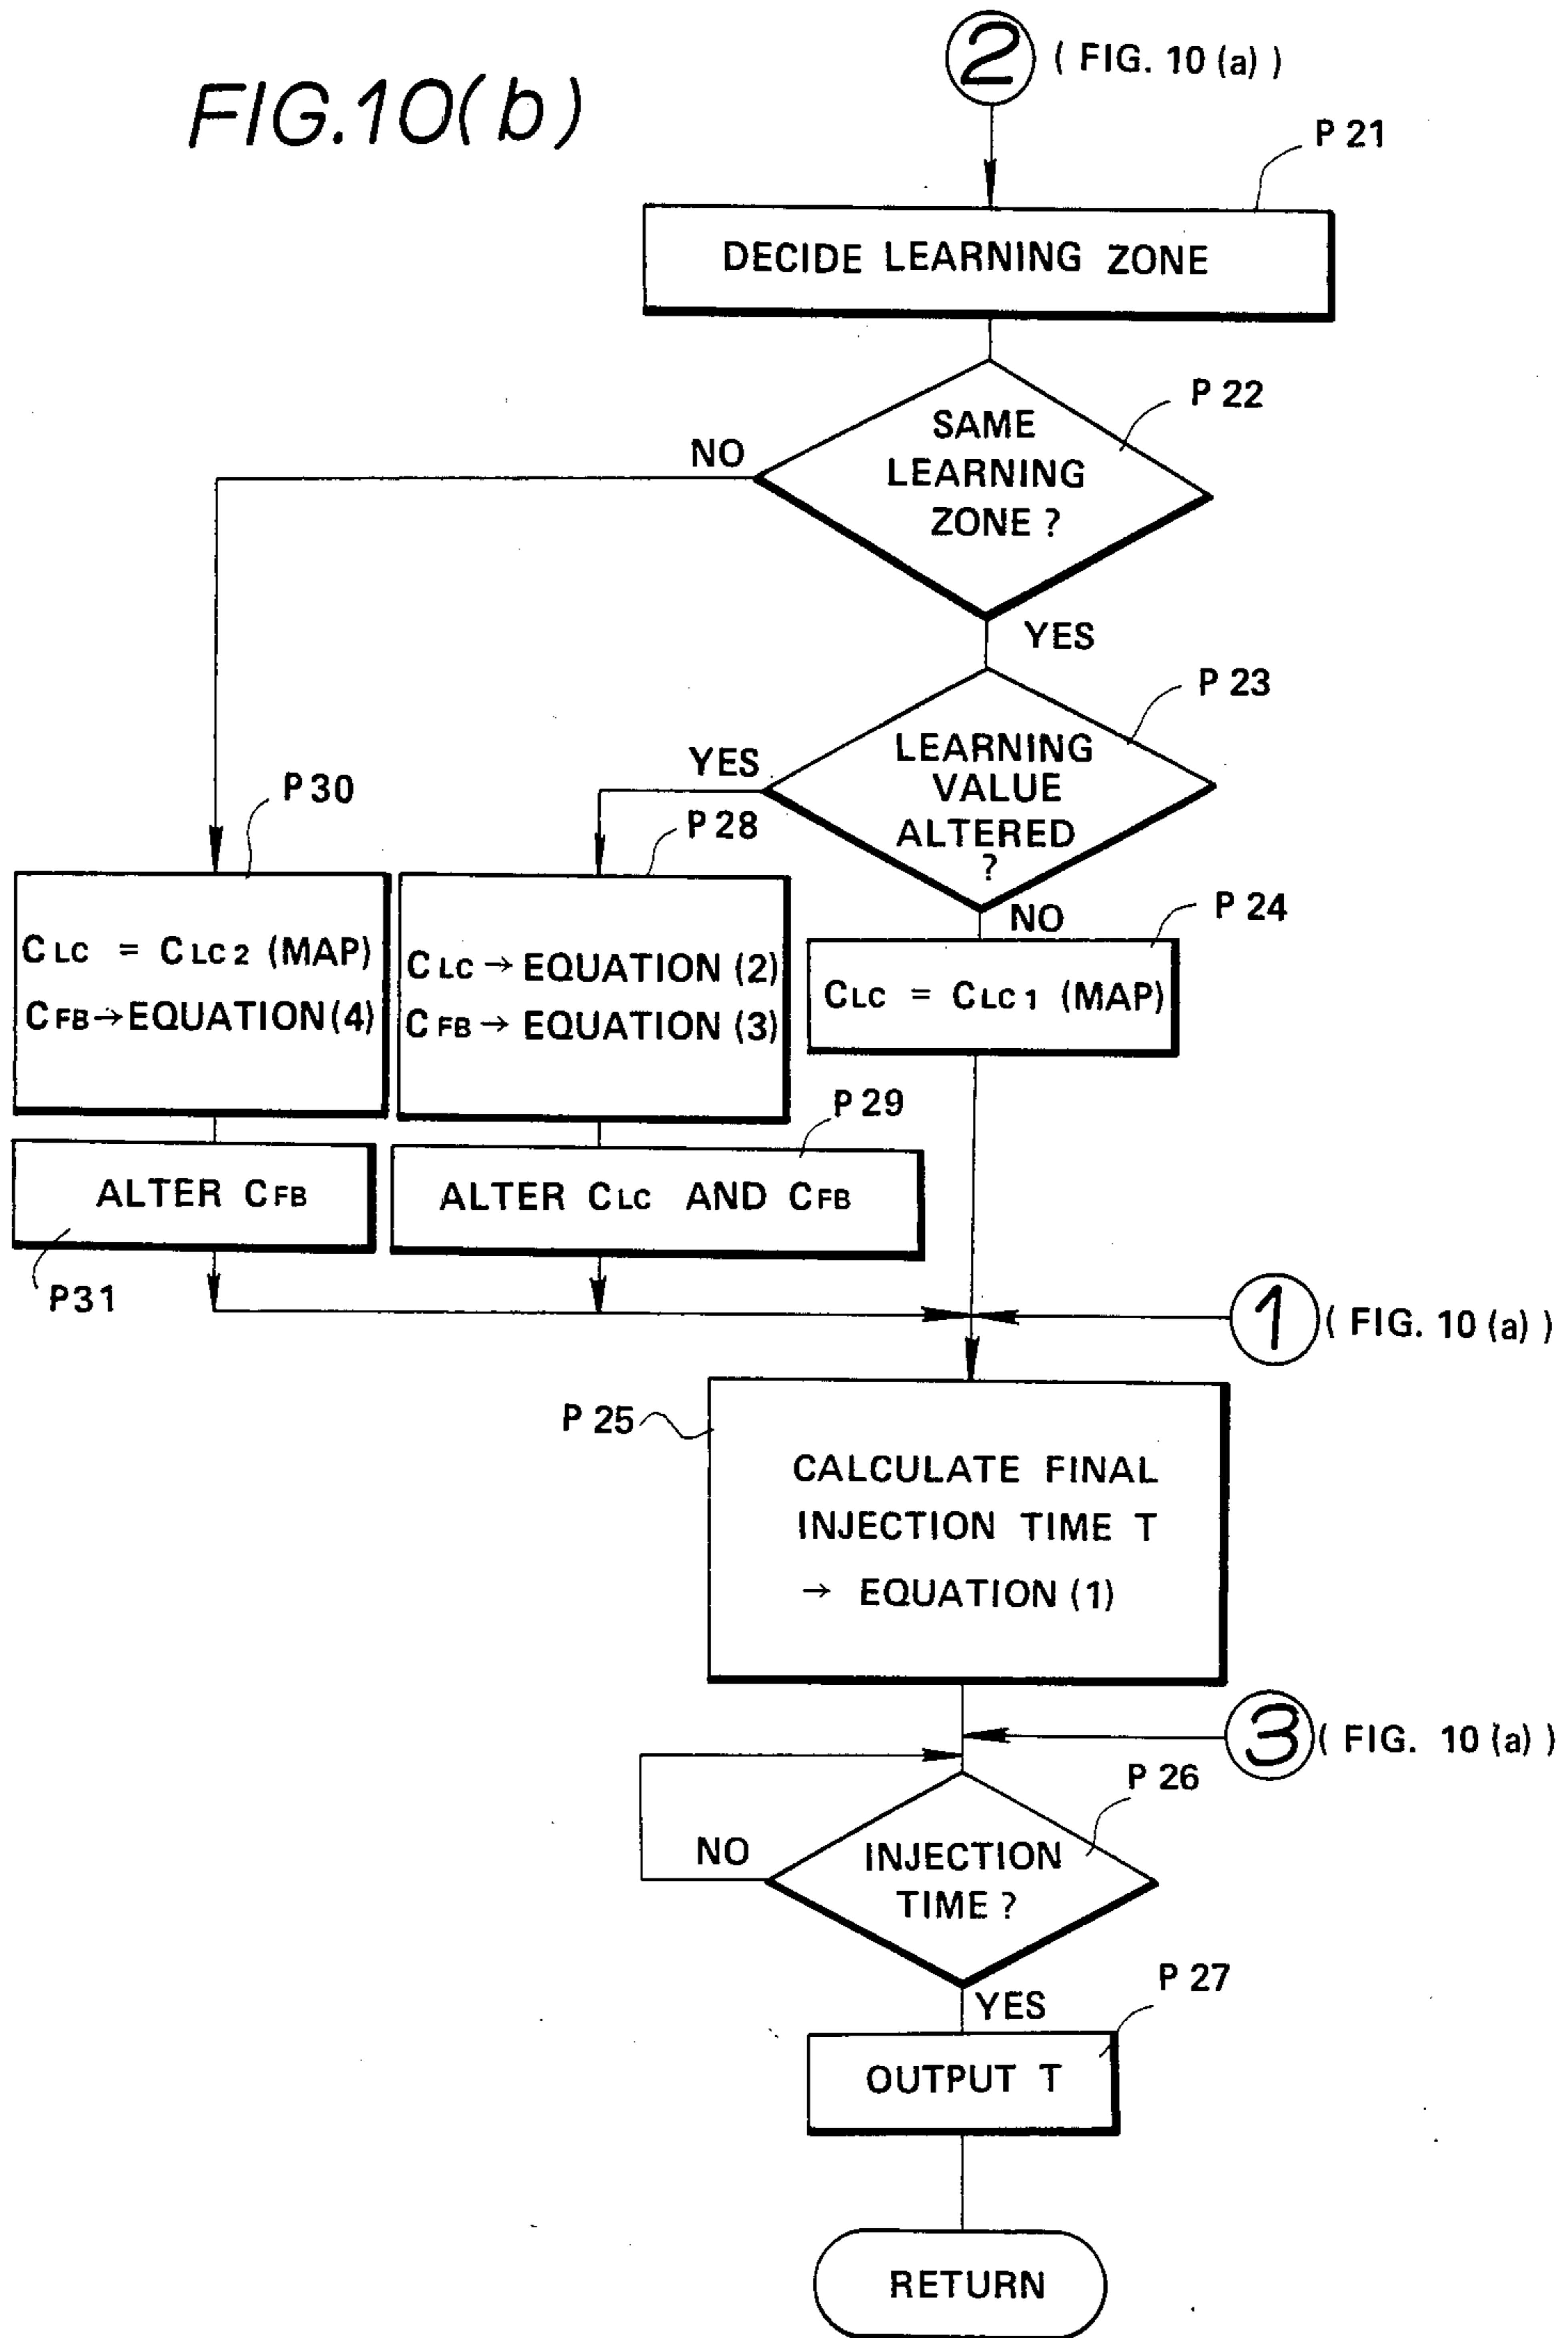 FIG.10(b)
2 ( FIG. 10 (a) )
P 21
DECIDE LEARNING ZONE
P 22
SAME
LEARNING
ZONE ?
NO
YES
P 23
LEARNING
VALUE
ALTERED
?
YES
NO
P30
CLC = CLC2 (MAP)
CFB→EQUATION(4)
P28
CLC → EQUATION (2)
CFB → EQUATION (3)
P 24
CLC = CLC1 (MAP)
P31
ALTER CFB
P29
ALTER CLC AND CFB
1 ( FIG. 10 (a) )
P 25
CALCULATE FINAL
INJECTION TIME T
→ EQUATION (1)
3 ( FIG. 10 (a) )
P 26
INJECTION
TIME ?
NO
YES
P 27
OUTPUT T
RETURN